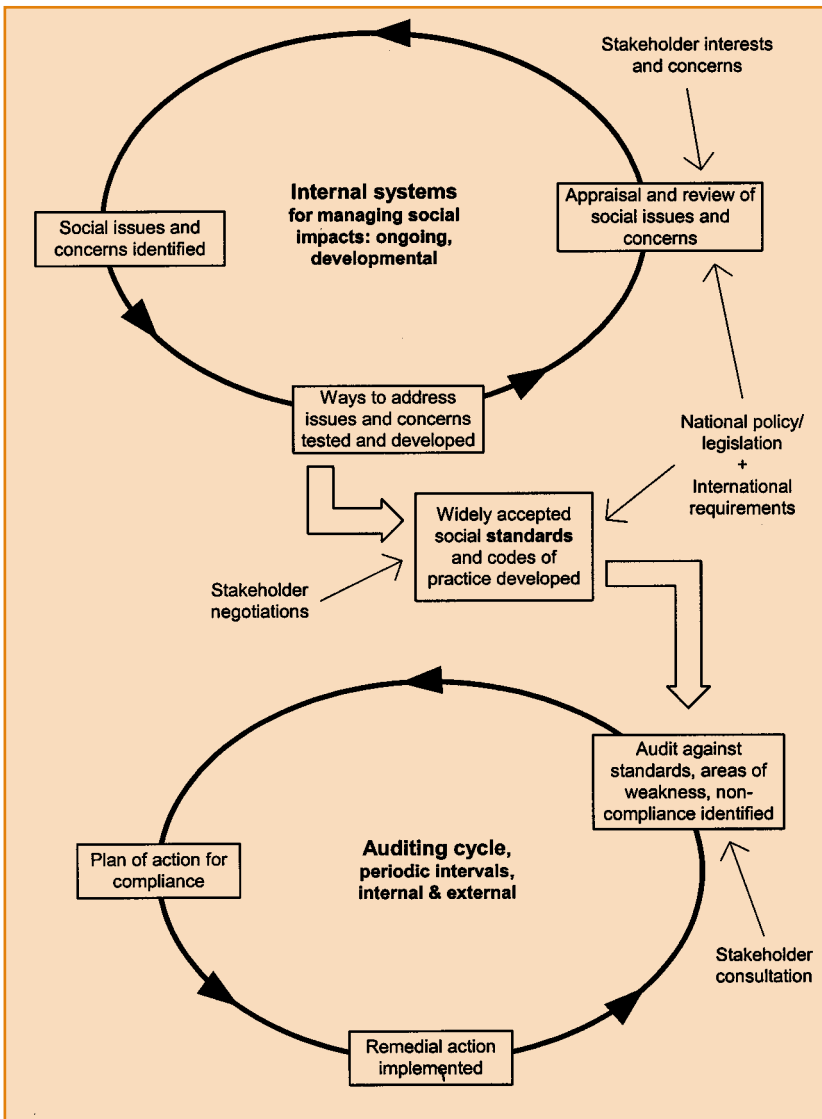 Stakeholder interests
and concerns
Internal systems
for managing social
impacts: ongoing,
developmental
Appraisal and review of
social issues and
concerns
Social issues and
concerns identified
Ways to address
issues and concerns
tested and developed
National policy/
legislation
+
International
requirements
Widely accepted
social standards
and codes of
practice developed
Stakeholder
negotiations
Audit against
standards, areas of
weakness, non-
compliance identified
Plan of action for
compliance
Auditing cycle,
periodic intervals,
internal & external
Stakeholder
consultation
Remedial action
implemented